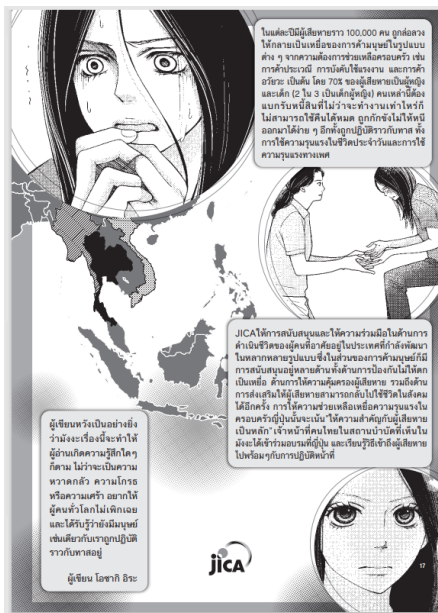 ในแต่ละปีมีผู้เสียหายราว 100,000 คน ถูกล่อลวง
ให้กลายเป็นเหยื่อของการค้ามนุษย์ในรูปแบบ
ต่าง ๆ จากความต้องการช่วยเหลือครอบครัว เช่น
การค้าประเวณี การบังคับใช้แรงงาน และการค้า
อวัยวะ เป็นต้น โดย 70% ของผู้เสียหายเป็นผู้หญิง
และเด็ก (2 ใน 3 เป็นเด็กผู้หญิง) คนเหล่านี้ต้อง
แบกรับหนี้สินที่ไม่ว่าจะทำงานเท่าไหร่ก็
ไม่สามารถใช้คืนได้หมด ถูกกักขังไม่ให้หนี
ออกมาได้ง่าย ๆ อีกทั้งถูกปฏิบัติราวกับทาส ทั้ง
การใช้ความรุนแรงในชีวิตประจำวันและการใช้
ความรุนแรงทางเพศ
JICAให้การสนับสนุนและให้ความร่วมมือในด้านการ
ดำเนินชีวิตของผู้คนที่อาศัยอยู่ในประเทศที่กำลังพัฒนา
ในหลากหลายรูปแบบซึ่งในส่วนของการค้ามนุษย์ก็มี
การสนับสนุนอยู่หลายด้านทั้งด้านการป้องกันไม่ให้ตก
เป็นเหยื่อ ด้านการให้ความคุ้มครองผู้เสียหาย รวมถึงด้าน
การส่งเสริมให้ผู้เสียหายสามารถกลับไปใช้ชีวิตในสังคม
ได้อีกครั้ง การให้ความช่วยเหลือเหยื่อความรุนแรงใน
ครอบครัวญี่ปุ่นนั้นจะเน้น"ให้ความสำคัญกับผู้เสียหาย
เป็นหลัก"เจ้าหน้าที่คนไทยในสถานบำบัดที่เห็นใน
มังงะได้เข้าร่วมอบรมที่ญี่ปุ่น และเรียนรู้วิธีเข้าถึงผู้เสียหาย
ไปพร้อมๆกับการปฏิบัติหน้าที่
ผู้เขียนหวังเป็นอย่างยิ่ง
ว่ามังงะเรื่องนี้จะทำให้
ผู้อ่านเกิดความรู้สึกใดๆ
ก็ตาม ไม่ว่าจะเป็นความ
หวาดกลัว ความโกรธ
หรือความเศร้า อยากให้
ผู้คนทั่วโลกไม่เพิกเฉย
และได้รับรู้ว่ายังมีมนุษย์
เช่นเดียวกับเราถูกปฏิบัติ
ราวกับทาสอยู่
ผู้เขียน โอซากิ อิระ
jica
17